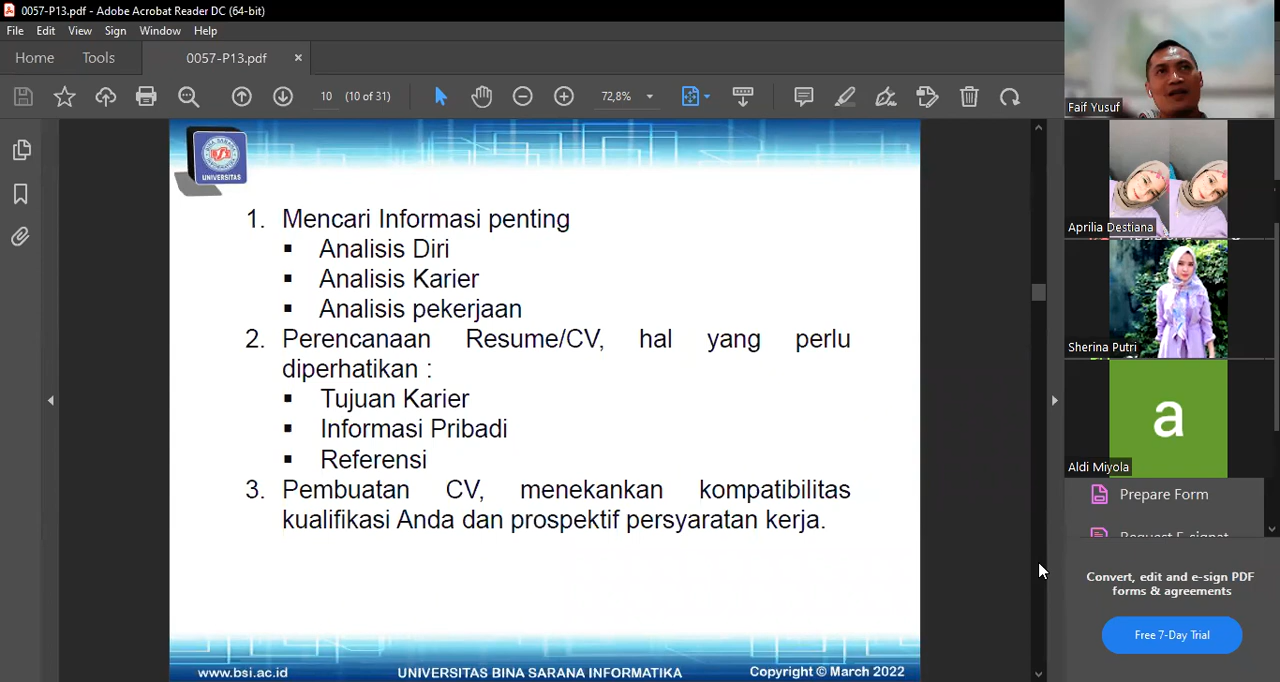 0057-P13.pdf - Adobe Acrobat Reader DC (64-bit)
File Edit View Sign Window Help
Home Tools 0057-P13.pdf ×
10 (10 of 31) 72,8%
UNIVERSITAS
1. Mencari Informasi penting
▪ Analisis Diri
▪ Analisis Karier
▪ Analisis pekerjaan
2. Perencanaan Resume/CV, hal yang perlu
diperhatikan :
▪ Tujuan Karier
▪ Informasi Pribadi
▪ Referensi
3. Pembuatan CV, menekankan kompatibilitas
kualifikasi Anda dan prospektif persyaratan kerja.
www.bsi.ac.id UNIVERSITAS BINA SARANA INFORMATIKA Copyright © March 2022
Faif Yusuf
Aprilia Destiana
Sherina Putri
a
Aldi Miyola
Prepare Form
Request E-signat
Convert, edit and e-sign PDF
forms & agreements
Free 7-Day Trial